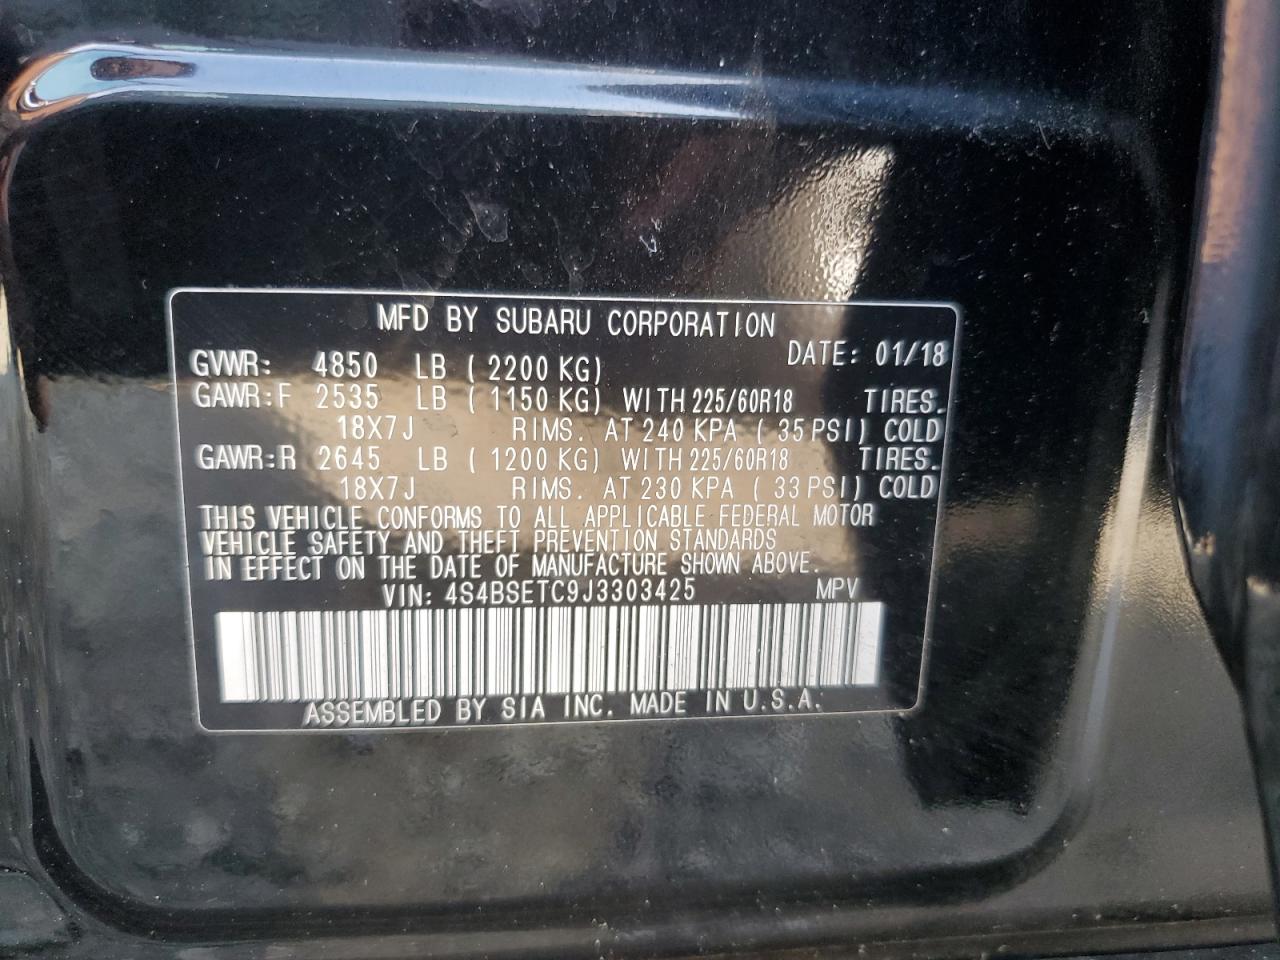 MFD BY SUBARU CORPORATION
DATE: 01/18
GVWR: 4850 LB ( 2200 KG)
GAWR:F 2535 LB ( 1150 KG) WITH 225/60R18 TIRES.
18X7J RIMS. AT 240 KPA ( 35 PSI) COLD
GAWR:R 2645 LB ( 1200 KG) WITH 225/60R18 TIRES.
18X7J RIMS. AT 230 KPA ( 33 PSI) COLD
THIS VEHICLE CONFORMS TO ALL APPLICABLE FEDERAL MOTOR
VEHICLE SAFETY AND THEFT PREVENTION STANDARDS
IN EFFECT ON THE DATE OF MANUFACTURE SHOWN ABOVE.
VIN: 4S4BSETC9J3303425 MPV
ASSEMBLED BY SIA INC. MADE IN U.S.A.